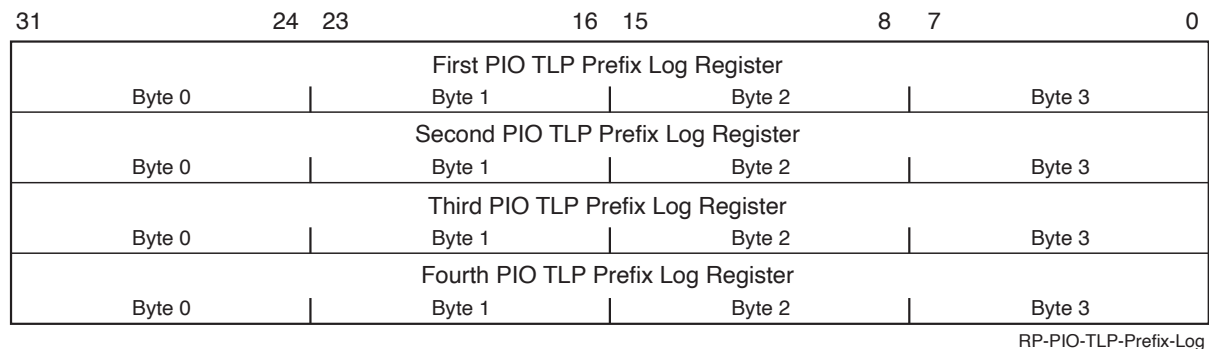 31 24 23 16 15 8 7 0
First PIO TLP Prefix Log Register
Byte 0 Byte 1 Byte 2 Byte 3
Second PIO TLP Prefix Log Register
Byte 0 Byte 1 Byte 2 Byte 3
Third PIO TLP Prefix Log Register
Byte 0 Byte 1 Byte 2 Byte 3
Fourth PIO TLP Prefix Log Register
Byte 0 Byte 1 Byte 2 Byte 3
RP-PIO-TLP-Prefix-Log